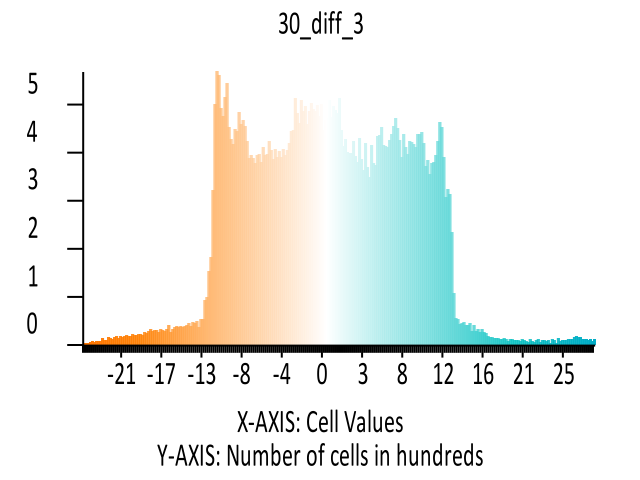 30_diff_3
5
4
3
2
1
0
-21 -17 -13 -8 -4 0 3 8 12 16 21 25
X-AXIS: Cell Values
Y-AXIS: Number of cells in hundreds